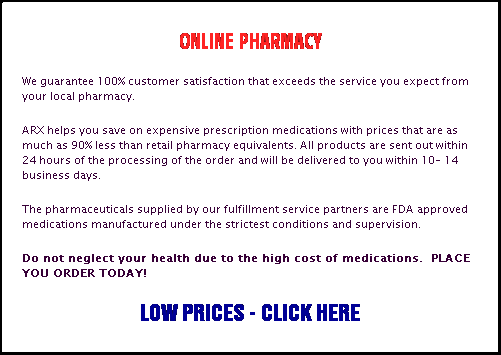 ONLINE PHARMACY
We guarantee 100% customer satisfaction that exceeds the service you expect from
your local pharmacy.
ARX helps you save on expensive prescription medications with prices that are as
much as 90% less than retail pharmacy equivalents. All products are sent out within
24 hours of the processing of the order and will be delivered to you within 10- 14
business days.
The pharmaceuticals supplied by our fulfillment service partners are FDA approved
medications manufactured under the strictest conditions and supervision.
Do not neglect your health due to the high cost of medications. PLACE
YOU ORDER TODAY!
LOW PRICES - CLICK HERE